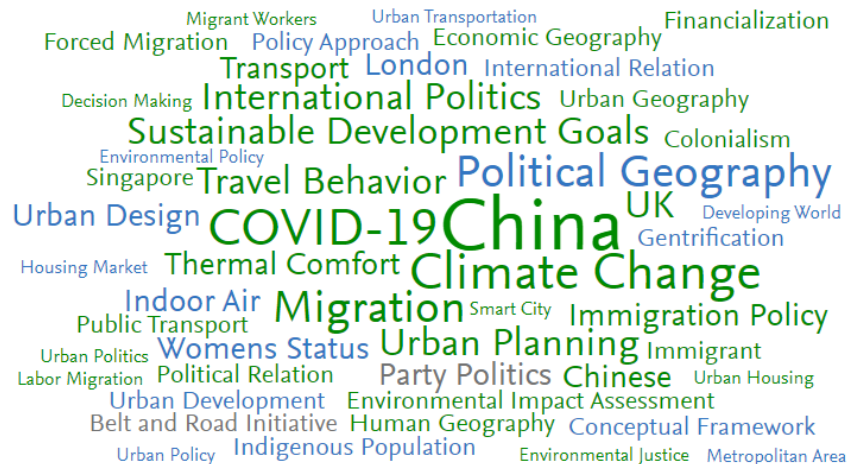 Migrant Workers Urban Transportation Financialization
Forced Migration Policy Approach Economic Geography
Transport London International Relation
Decision Making International Politics Urban Geography
Sustainable Development Goals Colonialism
Environmental Policy Political Geography
Singapore Travel Behavior
Urban Design COVID-19 China UK Developing World
Gentrification
Housing Market Thermal Comfort Climate Change
Indoor Air Migration Smart City Immigration Policy
Public Transport
Urban Politics Womens Status Urban Planning Immigrant
Labor Migration Political Relation Party Politics Chinese Urban Housing
Urban Development Environmental Impact Assessment
Belt and Road Initiative Human Geography Conceptual Framework
Urban Policy Indigenous Population Environmental Justice Metropolitan Area